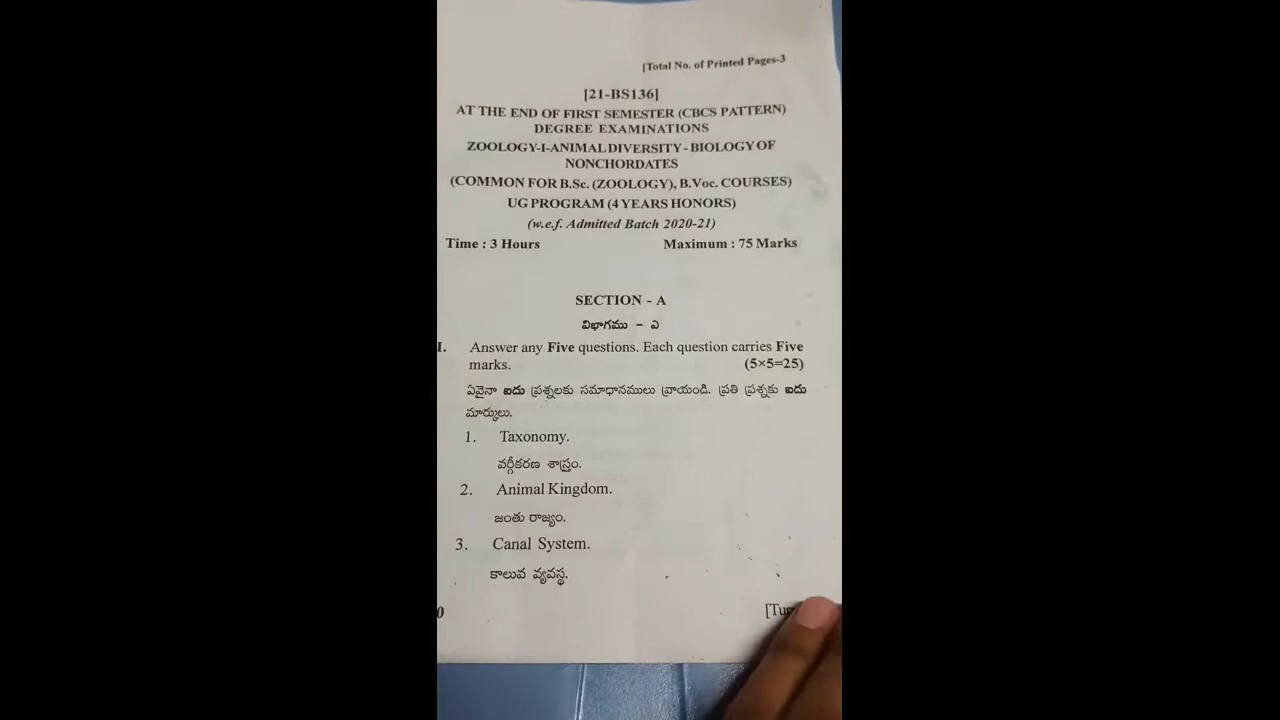 [Total No. of Printed Pages-3
[21-BS136]
AT THE END OF FIRST SEMESTER (CBCS PATTERN)
DEGREE EXAMINATIONS
ZOOLOGY-I-ANIMAL DIVERSITY - BIOLOGY OF
NONCHORDATES
(COMMON FOR B.Sc. (ZOOLOGY), B.Voc. COURSES)
UG PROGRAM (4 YEARS HONORS)
(w.e.f. Admitted Batch 2020-21)
Time : 3 Hours Maximum : 75 Marks
SECTION - A
విభాగము - ఎ
I. Answer any Five questions. Each question carries Five
marks. (5×5=25)
ఏవైనా ఐదు ప్రశ్నలకు సమాధానములు వ్రాయండి. ప్రతి ప్రశ్నకు ఐదు
మార్కులు.
1. Taxonomy.
వర్గీకరణ శాస్త్రం.
2. Animal Kingdom.
జంతు రాజ్యం.
3. Canal System.
కాలువ వ్యవస్థ.
0